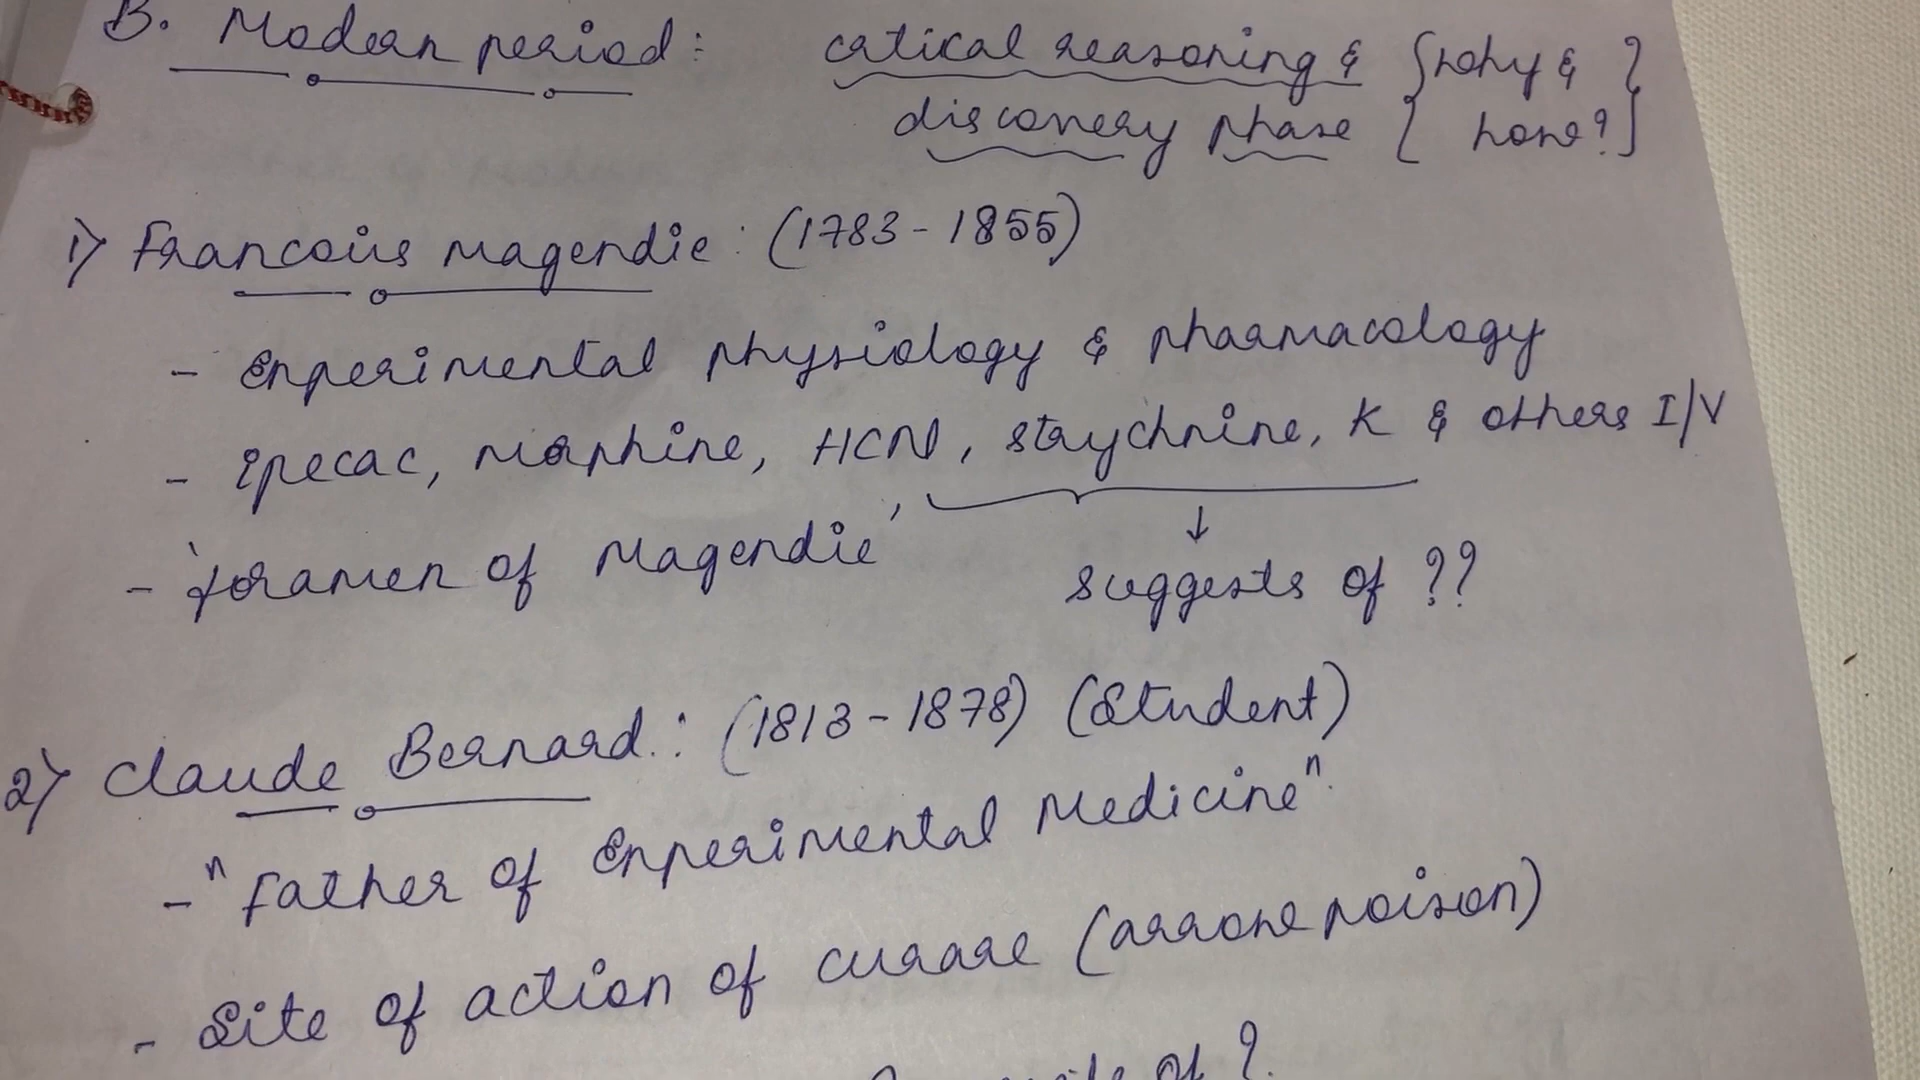 B. Modern period: critical reasoning & {why & }
discovery phase { how? }
1) Francois magendie: (1783-1855)
- Experimental physiology & pharmacology
- Ipecac, morphine, HCN, strychnine, K & others I/V
- 'foramen of Magendie'
↓
suggests of ??
2) Claude Bernard: (1813-1878) (Student)
- "Father of Experimental Medicine".
- Site of action of curare (arrow poison)
of ?